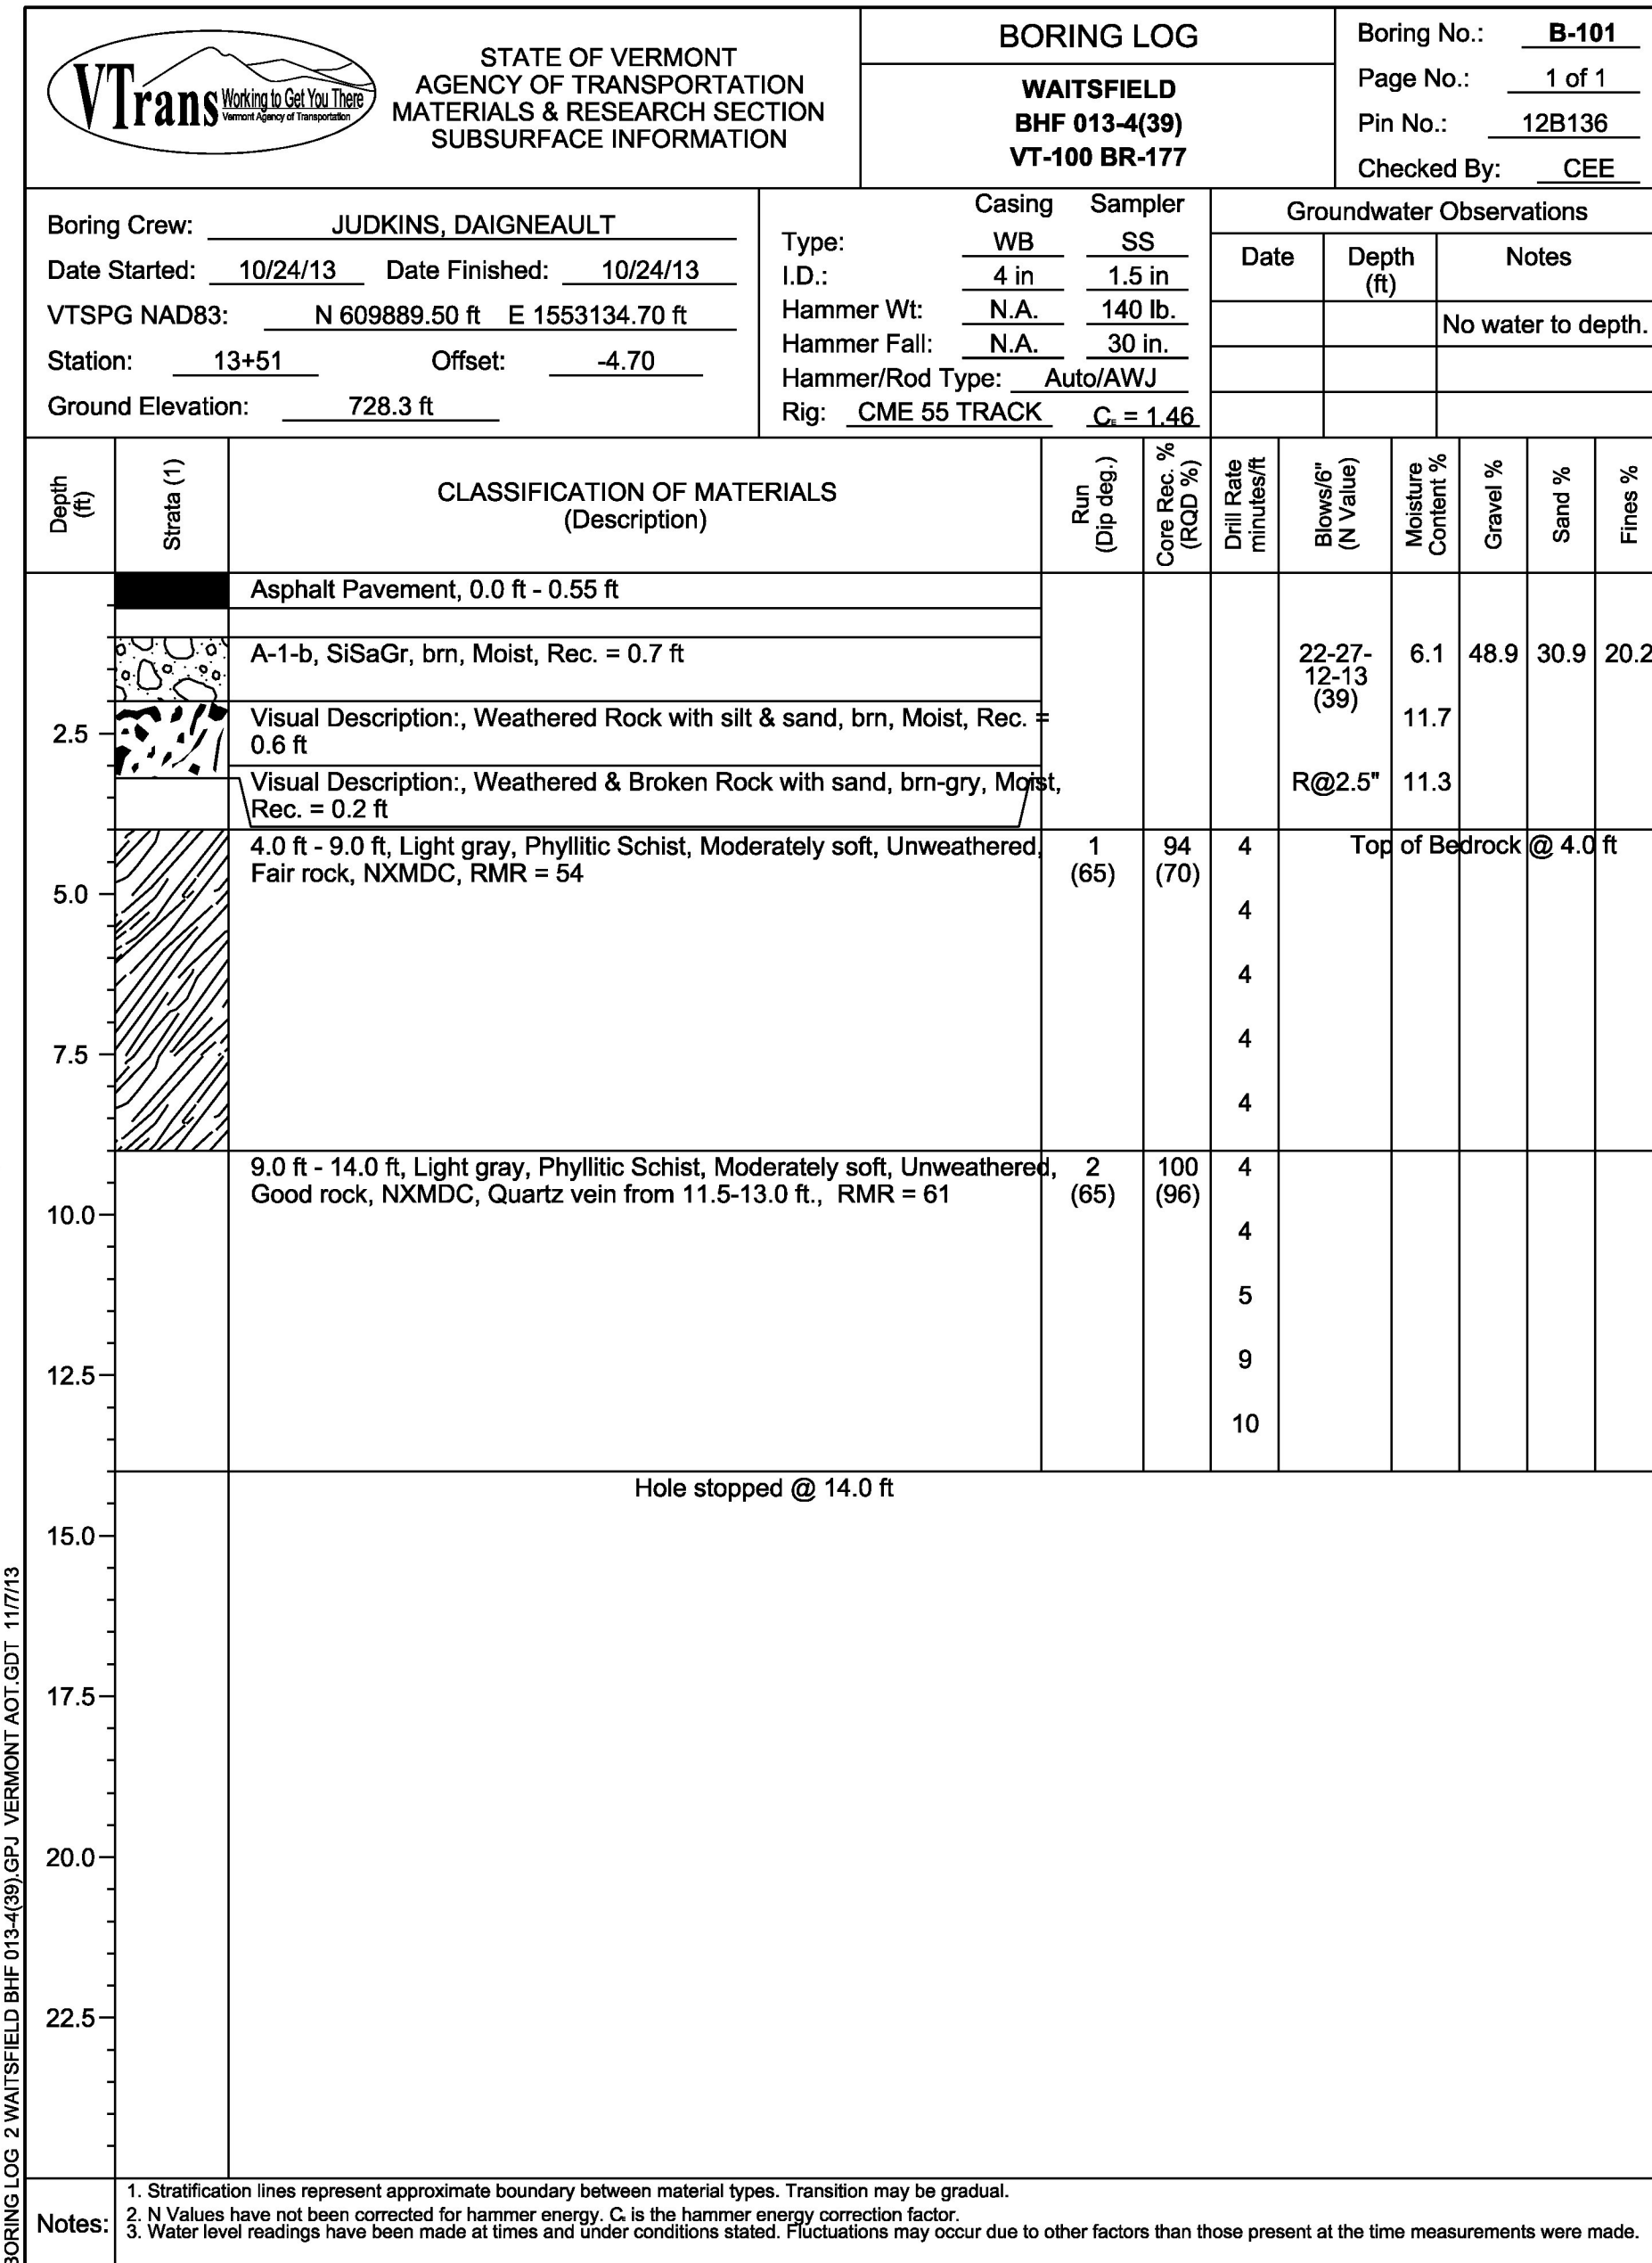 VTrans Working to Get You There
Vermont Agency of Transportation
STATE OF VERMONT
AGENCY OF TRANSPORTATION
MATERIALS & RESEARCH SECTION
SUBSURFACE INFORMATION
BORING LOG
WAITSFIELD
BHF 013-4(39)
VT-100 BR-177
Boring No.: B-101
Page No.: 1 of 1
Pin No.: 12B136
Checked By: CEE
Boring Crew: JUDKINS, DAIGNEAULT
Date Started: 10/24/13 Date Finished: 10/24/13
VTSPG NAD83: N 609889.50 ft E 1553134.70 ft
Station: 13+51 Offset: -4.70
Ground Elevation: 728.3 ft
Casing Sampler
Type: WB SS
I.D.: 4 in 1.5 in
Hammer Wt: N.A. 140 lb.
Hammer Fall: N.A. 30 in.
Hammer/Rod Type: Auto/AWJ
Rig: CME 55 TRACK CE = 1.46
Groundwater Observations
Date Depth (ft) Notes
No water to depth.
Depth (ft)
Strata (1)
CLASSIFICATION OF MATERIALS
(Description)
Run (Dip deg.)
Core Rec. % (RQD %)
Drill Rate minutes/ft
Blows/6" (N Value)
Moisture Content %
Gravel %
Sand %
Fines %
Asphalt Pavement, 0.0 ft - 0.55 ft
A-1-b, SiSaGr, brn, Moist, Rec. = 0.7 ft 22-27- 6.1 48.9 30.9 20.2
12-13
(39)
2.5 Visual Description:, Weathered Rock with silt & sand, brn, Moist, Rec. = 11.7
0.6 ft
Visual Description:, Weathered & Broken Rock with sand, brn-gry, Moist, R@2.5" 11.3
Rec. = 0.2 ft
4.0 ft - 9.0 ft, Light gray, Phyllitic Schist, Moderately soft, Unweathered, 1 94 4 Top of Bedrock @ 4.0 ft
Fair rock, NXMDC, RMR = 54 (65) (70)
5.0
4
4
7.5 4
4
9.0 ft - 14.0 ft, Light gray, Phyllitic Schist, Moderately soft, Unweathered, 2 100 4
Good rock, NXMDC, Quartz vein from 11.5-13.0 ft., RMR = 61 (65) (96)
10.0
4
5
12.5 9
10
Hole stopped @ 14.0 ft
15.0
17.5
20.0
22.5
BORING LOG 2 WAITSFIELD BHF 013-4(39).GPJ VERMONT AOT.GDT 11/7/13
Notes:
1. Stratification lines represent approximate boundary between material types. Transition may be gradual.
2. N Values have not been corrected for hammer energy. CE is the hammer energy correction factor.
3. Water level readings have been made at times and under conditions stated. Fluctuations may occur due to other factors than those present at the time measurements were made.